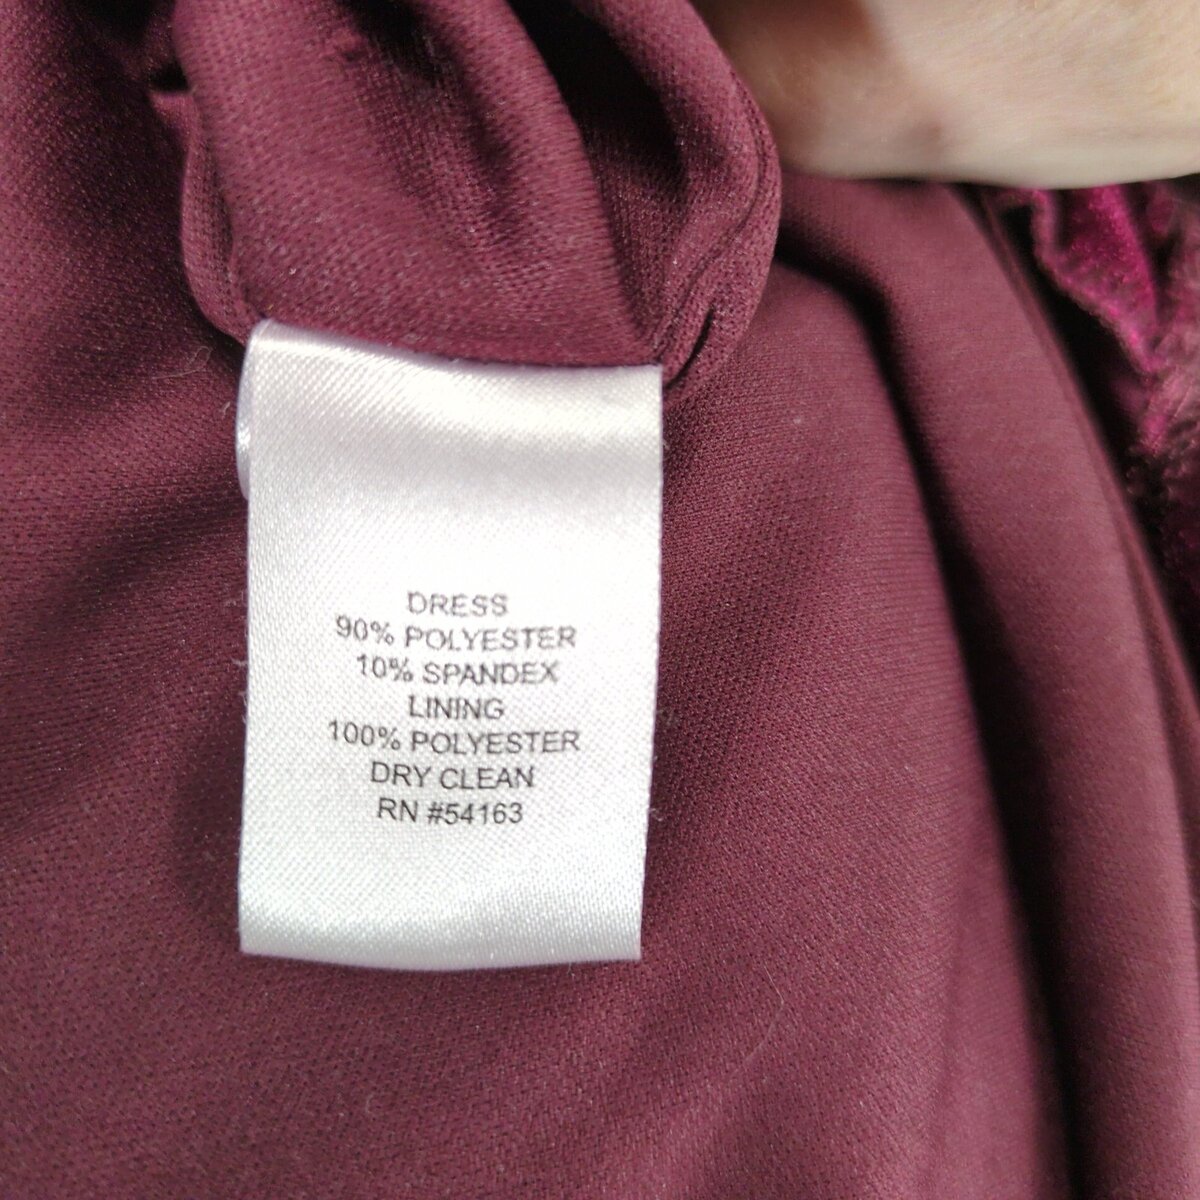 DRESS
90% POLYESTER
10% SPANDEX
LINING
100% POLYESTER
DRY CLEAN
RN #54163